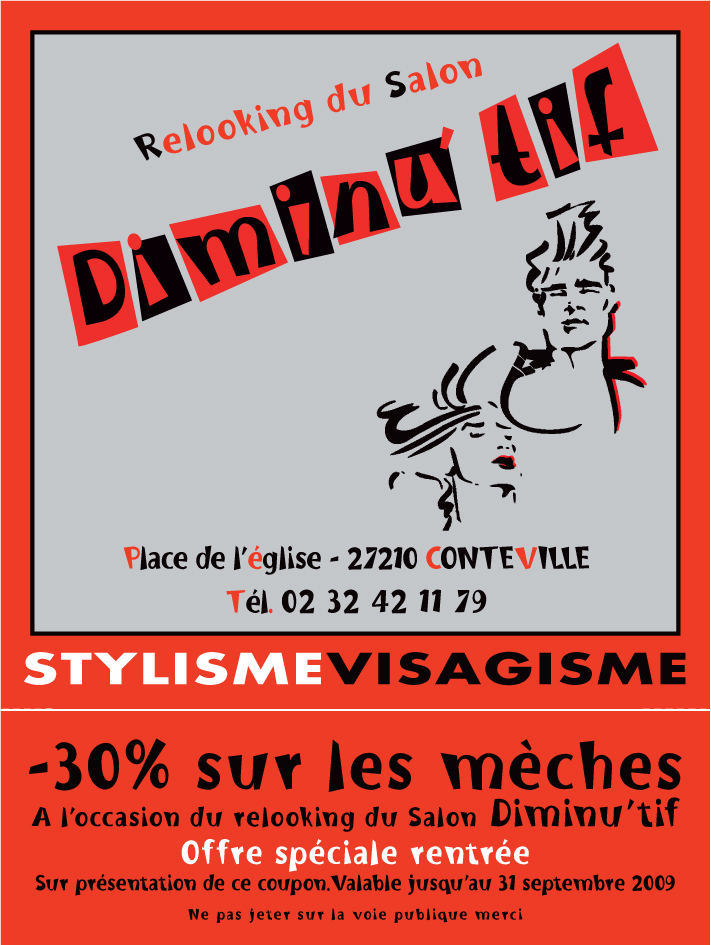 Relooking du Salon
Diminu'tif
Place de l'église - 27210 CONTEVILLE
Tél. 02 32 42 11 79
STYLISMEVISAGISME
-30% sur les mèches
A l'occasion du relooking du Salon Diminu'tif
Offre spéciale rentrée
Sur présentation de ce coupon.Valable jusqu'au 31 septembre 2009
Ne pas jeter sur la voie publique merci